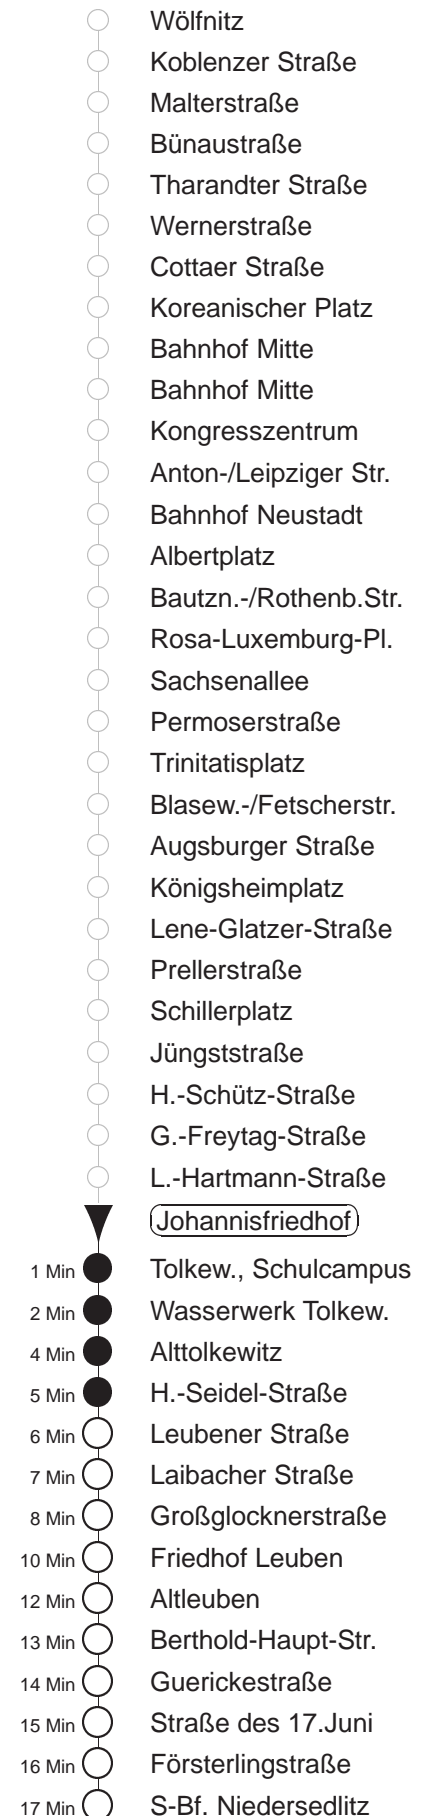 Wölfnitz
Koblenzer Straße
Malterstraße
Bünaustraße
Tharandter Straße
Wernerstraße
Cottaer Straße
Koreanischer Platz
Bahnhof Mitte
Bahnhof Mitte
Kongresszentrum
Anton-/Leipziger Str.
Bahnhof Neustadt
Albertplatz
Bautzn.-/Rothenb.Str.
Rosa-Luxemburg-Pl.
Sachsenallee
Permoserstraße
Trinitatisplatz
Blasew.-/Fetscherstr.
Augsburger Straße
Königsheimplatz
Lene-Glatzer-Straße
Prellerstraße
Schillerplatz
Jüngststraße
H.-Schütz-Straße
G.-Freytag-Straße
L.-Hartmann-Straße
Johannisfriedhof
1 Min Tolkew., Schulcampus
2 Min Wasserwerk Tolkew.
4 Min Alttolkewitz
5 Min H.-Seidel-Straße
6 Min Leubener Straße
7 Min Laibacher Straße
8 Min Großglocknerstraße
10 Min Friedhof Leuben
12 Min Altleuben
13 Min Berthold-Haupt-Str.
14 Min Guerickestraße
15 Min Straße des 17.Juni
16 Min Försterlingstraße
17 Min S-Bf. Niedersedlitz